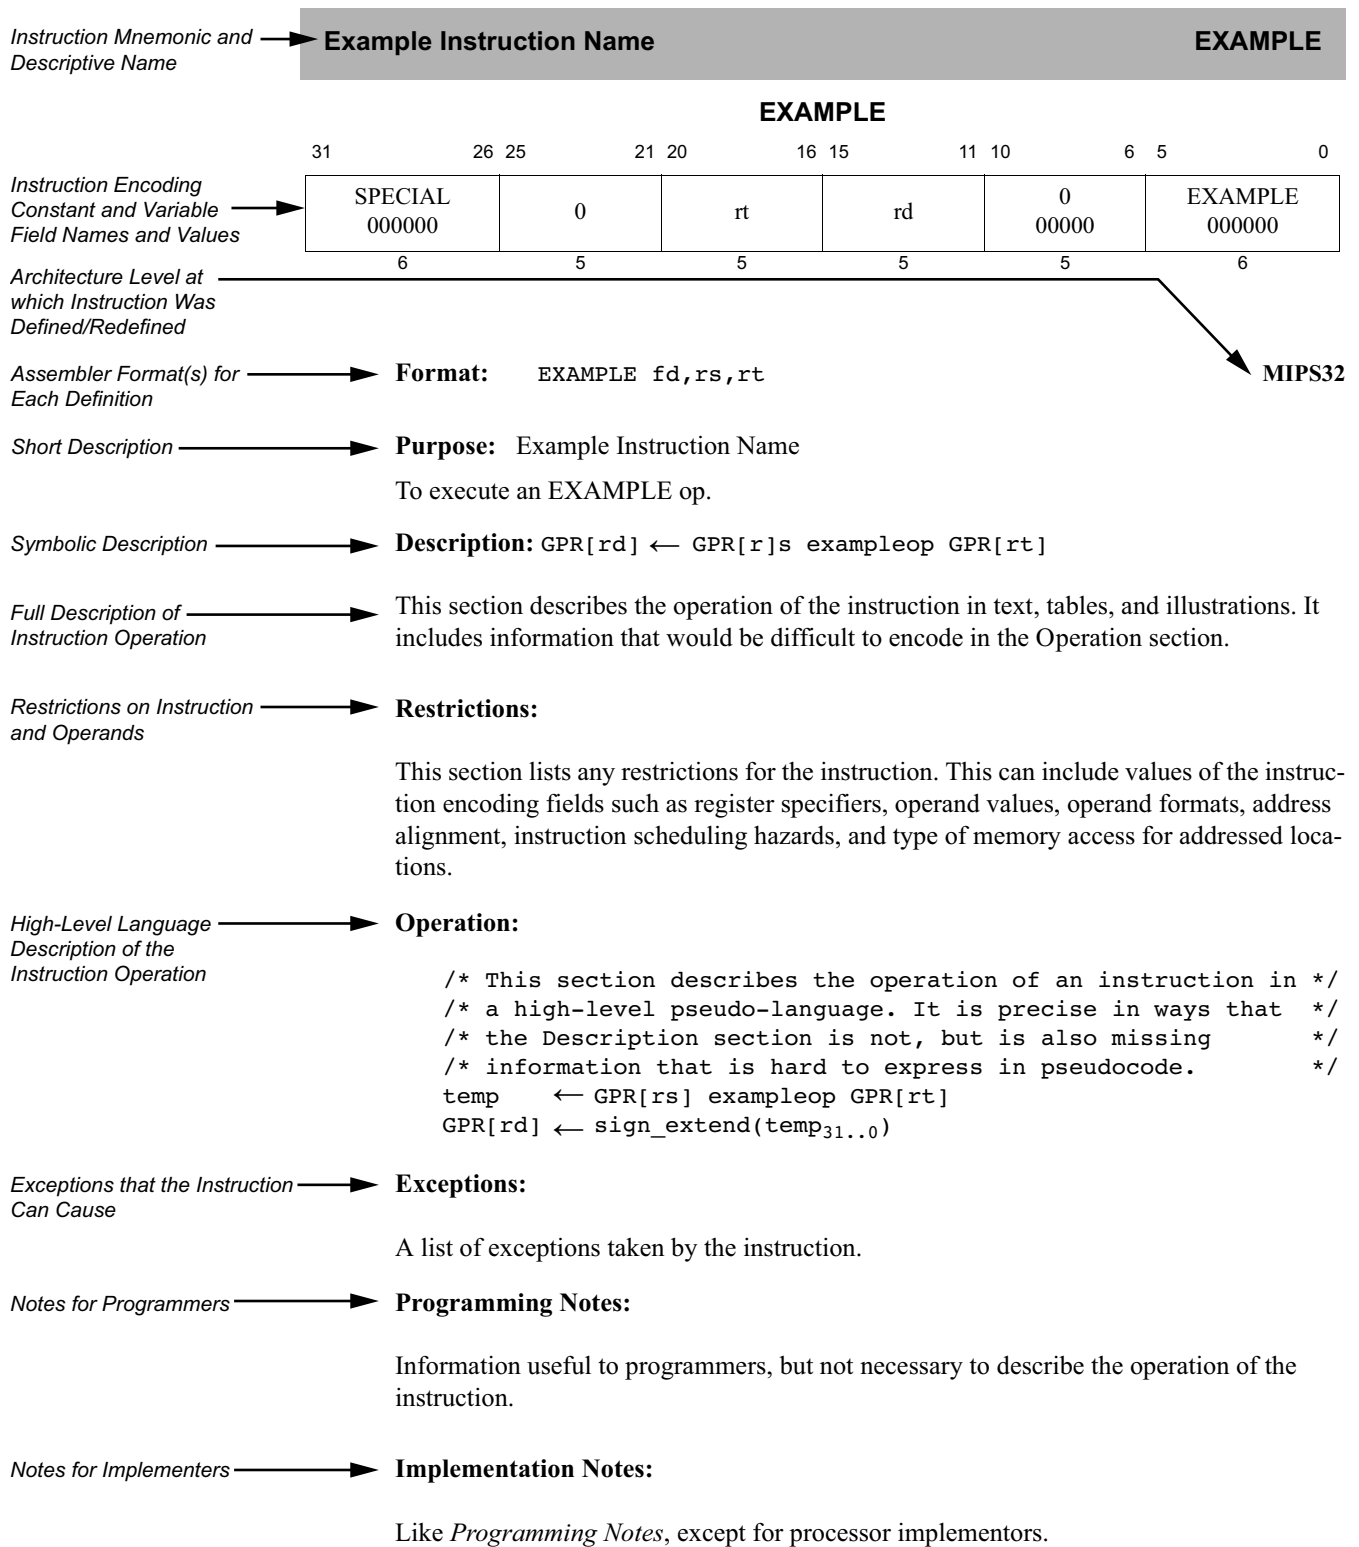 Instruction Mnemonic and
Descriptive Name
Example Instruction Name EXAMPLE
EXAMPLE
31 26 25 21 20 16 15 11 10 6 5 0
Instruction Encoding
Constant and Variable
Field Names and Values
SPECIAL
000000
0
rt
rd
0
00000
EXAMPLE
000000
6 5 5 5 5 6
Architecture Level at
which Instruction Was
Defined/Redefined
Assembler Format(s) for
Each Definition
Format: EXAMPLE fd,rs,rt MIPS32
Short Description
Purpose: Example Instruction Name
To execute an EXAMPLE op.
Symbolic Description
Description: GPR[rd] ← GPR[r]s exampleop GPR[rt]
Full Description of
Instruction Operation
This section describes the operation of the instruction in text, tables, and illustrations. It
includes information that would be difficult to encode in the Operation section.
Restrictions on Instruction
and Operands
Restrictions:
This section lists any restrictions for the instruction. This can include values of the instruc-
tion encoding fields such as register specifiers, operand values, operand formats, address
alignment, instruction scheduling hazards, and type of memory access for addressed loca-
tions.
High-Level Language
Description of the
Instruction Operation
Operation:
/* This section describes the operation of an instruction in */
/* a high-level pseudo-language. It is precise in ways that */
/* the Description section is not, but is also missing */
/* information that is hard to express in pseudocode. */
temp ← GPR[rs] exampleop GPR[rt]
GPR[rd] ← sign_extend(temp31..0)
Exceptions that the Instruction
Can Cause
Exceptions:
A list of exceptions taken by the instruction.
Notes for Programmers
Programming Notes:
Information useful to programmers, but not necessary to describe the operation of the
instruction.
Notes for Implementers
Implementation Notes:
Like Programming Notes, except for processor implementors.